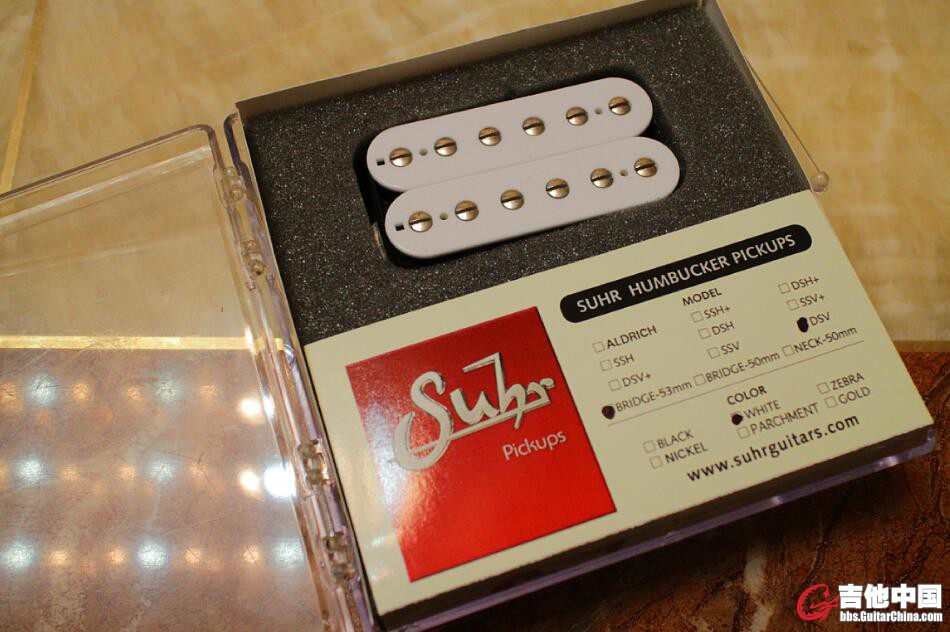 SUHR HUMBUCKER PICKUPS
MODEL
ALDRICH SSH+ DSH+
SSH DSH SSV+
DSV+ SSV DSV
BRIDGE-53mm BRIDGE-50mm NECK-50mm
COLOR
BLACK WHITE ZEBRA
NICKEL PARCHMENT GOLD
www.suhrguitars.com
Suhr
Pickups
吉他中国
bbs.GuitarChina.com